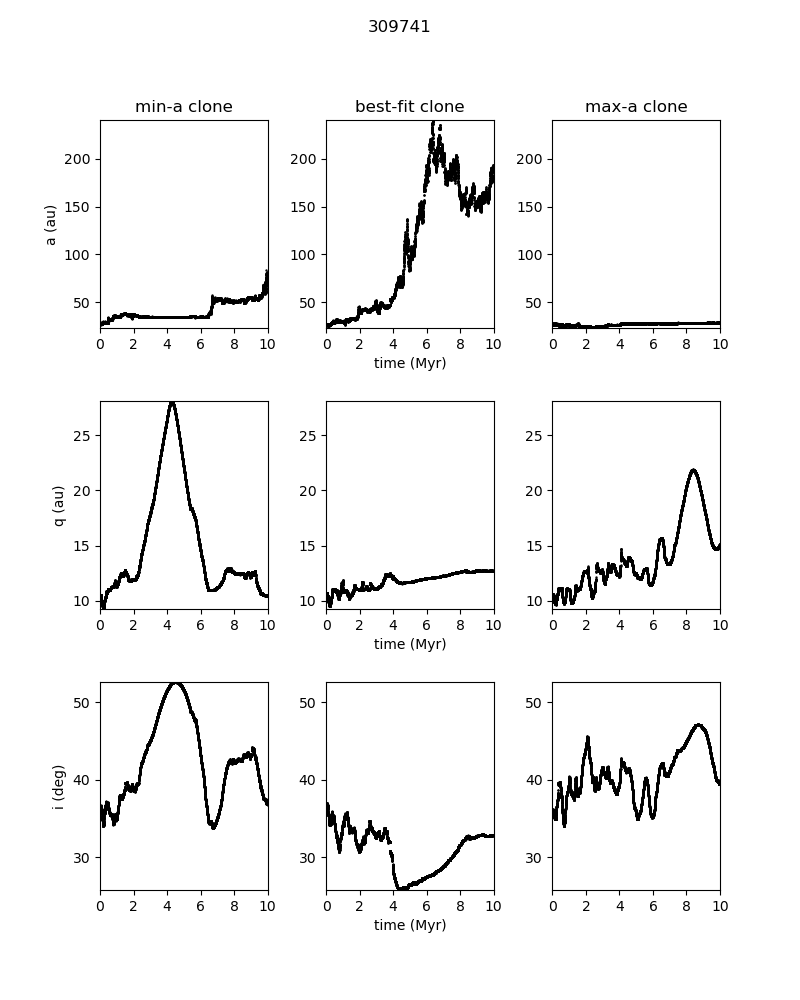 309741
min-a clone best-fit clone max-a clone
a (au)
200 200 200
150 150 150
100 100 100
50 50 50
0 2 4 6 8 10 0 2 4 6 8 10 0 2 4 6 8 10
time (Myr)
q (au)
25 25 25
20 20 20
15 15 15
10 10 10
0 2 4 6 8 10 0 2 4 6 8 10 0 2 4 6 8 10
time (Myr)
i (deg)
50 50 50
40 40 40
30 30 30
0 2 4 6 8 10 0 2 4 6 8 10 0 2 4 6 8 10
time (Myr)